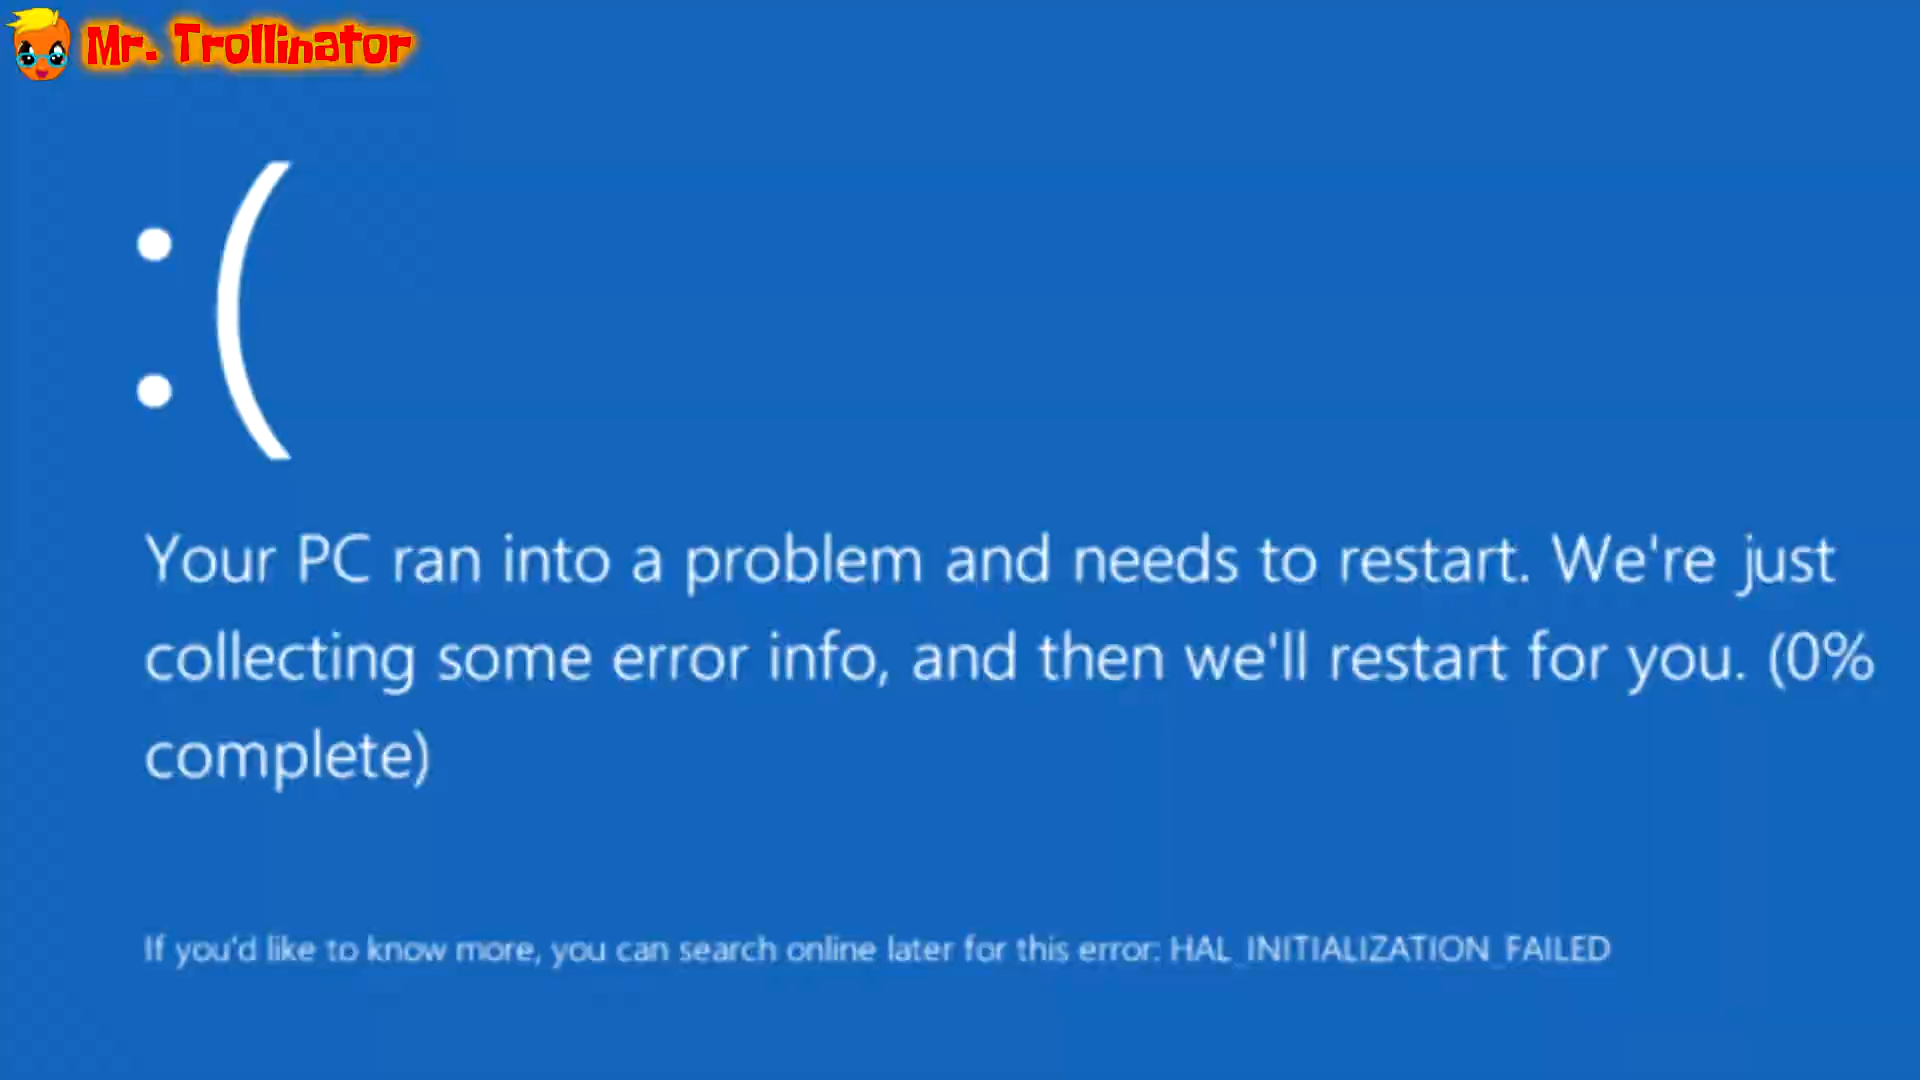 Mr. Trollinator
:(
Your PC ran into a problem and needs to restart. We're just
collecting some error info, and then we'll restart for you. (0%
complete)
If you'd like to know more, you can search online later for this error: HAL_INITIALIZATION_FAILED